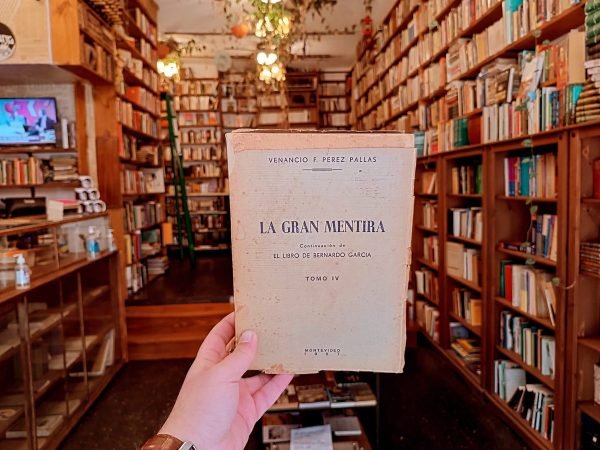 VENANCIO F. PEREZ PALLAS
LA GRAN MENTIRA
Continuación de
EL LIBRO DE BERNARDO GARCIA
TOMO IV
MONTEVIDEO